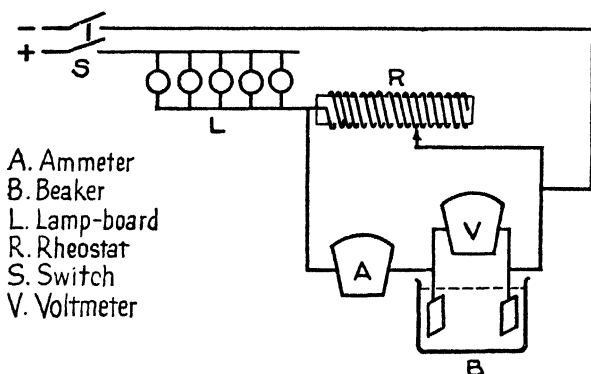 −
+
S
L
R
A
V
B
A. Ammeter
B. Beaker
L. Lamp-board
R. Rheostat
S. Switch
V. Voltmeter